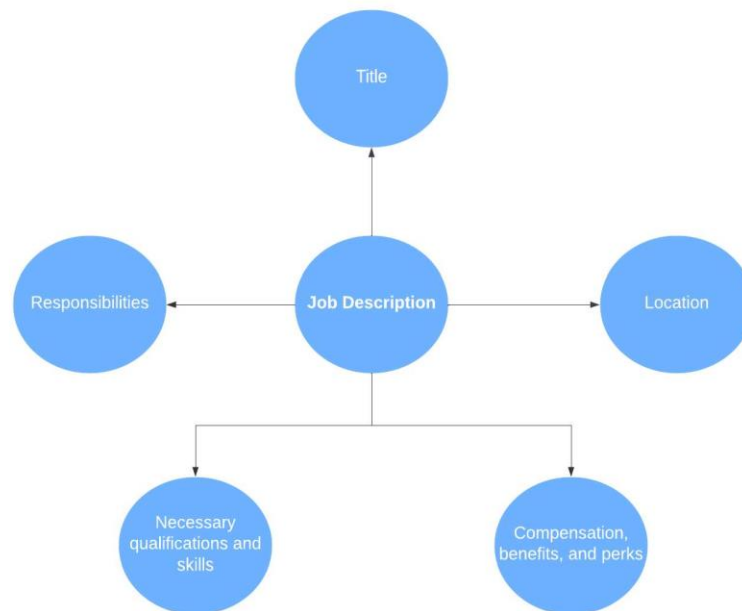 Title
Responsibilities
Job Description
Location
Necessary
qualifications and
skills
Compensation,
benefits, and perks